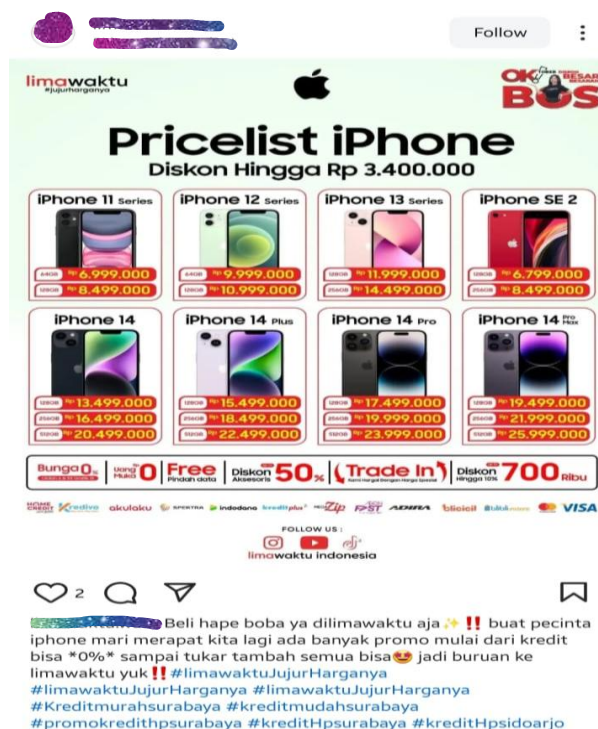 Follow
limawaktu
#jujurharganya
OK
BESAR
BOS
Pricelist iPhone
Diskon Hingga Rp 3.400.000
iPhone 11 Series
64GB Rp 6.999.000
128GB Rp 8.499.000
iPhone 12 Series
64GB Rp 9.999.000
128GB Rp 10.999.000
iPhone 13 Series
128GB Rp 11.999.000
256GB Rp 14.499.000
iPhone SE 2
128GB Rp 6.799.000
256GB Rp 8.499.000
iPhone 14
128GB Rp 13.499.000
256GB Rp 16.499.000
512GB Rp 20.499.000
iPhone 14 Plus
128GB Rp 15.499.000
256GB Rp 18.499.000
512GB Rp 22.499.000
iPhone 14 Pro
128GB Rp 17.499.000
256GB Rp 19.999.000
512GB Rp 23.999.000
iPhone 14 Pro Max
128GB Rp 19.499.000
256GB Rp 21.999.000
512GB Rp 25.999.000
Bunga 0%
Uang Muka 0
Free Pindah data
Diskon Aksesoris 50%
(Trade In)
Diskon Hingga 10% 700 Ribu
HOME CREDIT Kredivo akulaku SPEKTRA indodana kreditplus Zip FAST ADIRA blicicil VISA
FOLLOW US :
limawaktu indonesia
2
Beli hape boba ya dilimawaktu aja✨ ‼️ buat pecinta
iphone mari merapat kita lagi ada banyak promo mulai dari kredit
bisa *0%* sampai tukar tambah semua bisa😍 jadi buruan ke
limawaktu yuk‼️#limawaktuJujurHarganya
#limawaktuJujurHarganya #limawaktuJujurHarganya
#Kreditmurahsurabaya #kreditmudahsurabaya
#promokredithpsurabaya #kreditHpsurabaya #kreditHpsidoarjo